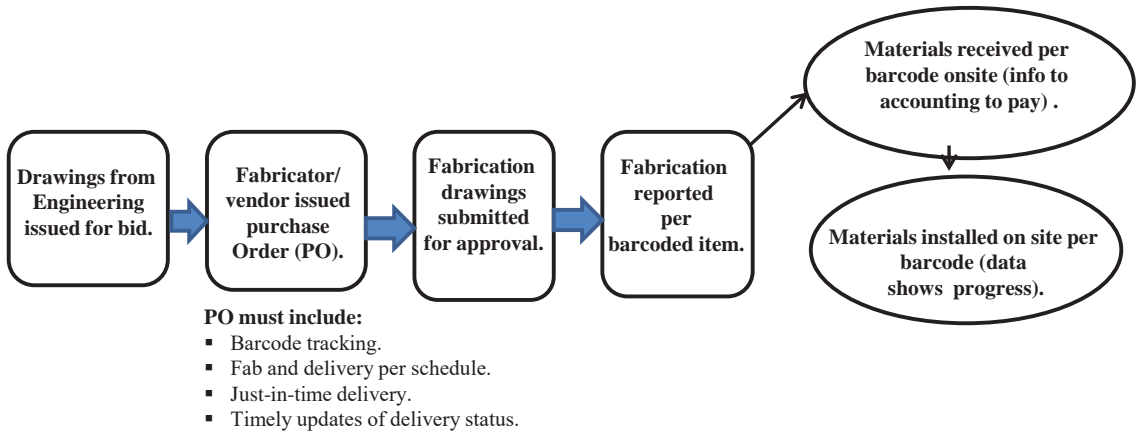 Drawings from
Engineering
issued for bid.
Fabricator/
vendor issued
purchase
Order (PO).
Fabrication
drawings
submitted
for approval.
Fabrication
reported
per
barcoded item.
Materials received per
barcode onsite (info to
accounting to pay) .
Materials installed on site per
barcode (data
shows progress).
PO must include:
▪ Barcode tracking.
▪ Fab and delivery per schedule.
▪ Just-in-time delivery.
▪ Timely updates of delivery status.